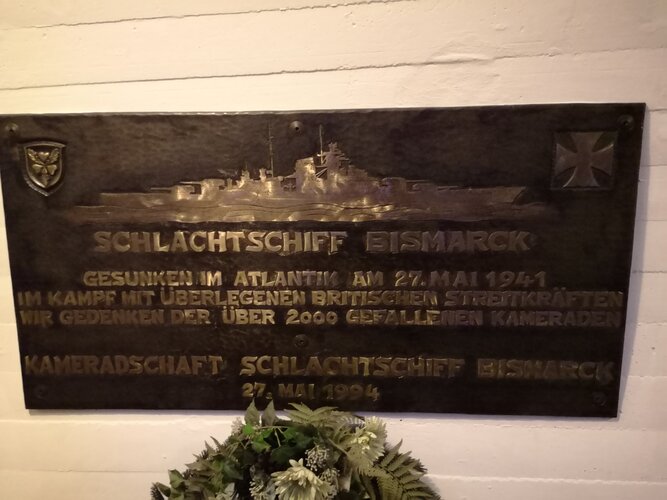 SCHLACHTSCHIFF BISMARCK
GESUNKEN IM ATLANTIK AM 27. MAI 1941
IM KAMPF MIT ÜBERLEGENEN BRITISCHEN STREITKRÄFTEN
WIR GEDENKEN DER ÜBER 2000 GEFALLENEN KAMERADEN
KAMERADSCHAFT SCHLACHTSCHIFF BISMARCK
27. MAI 1994